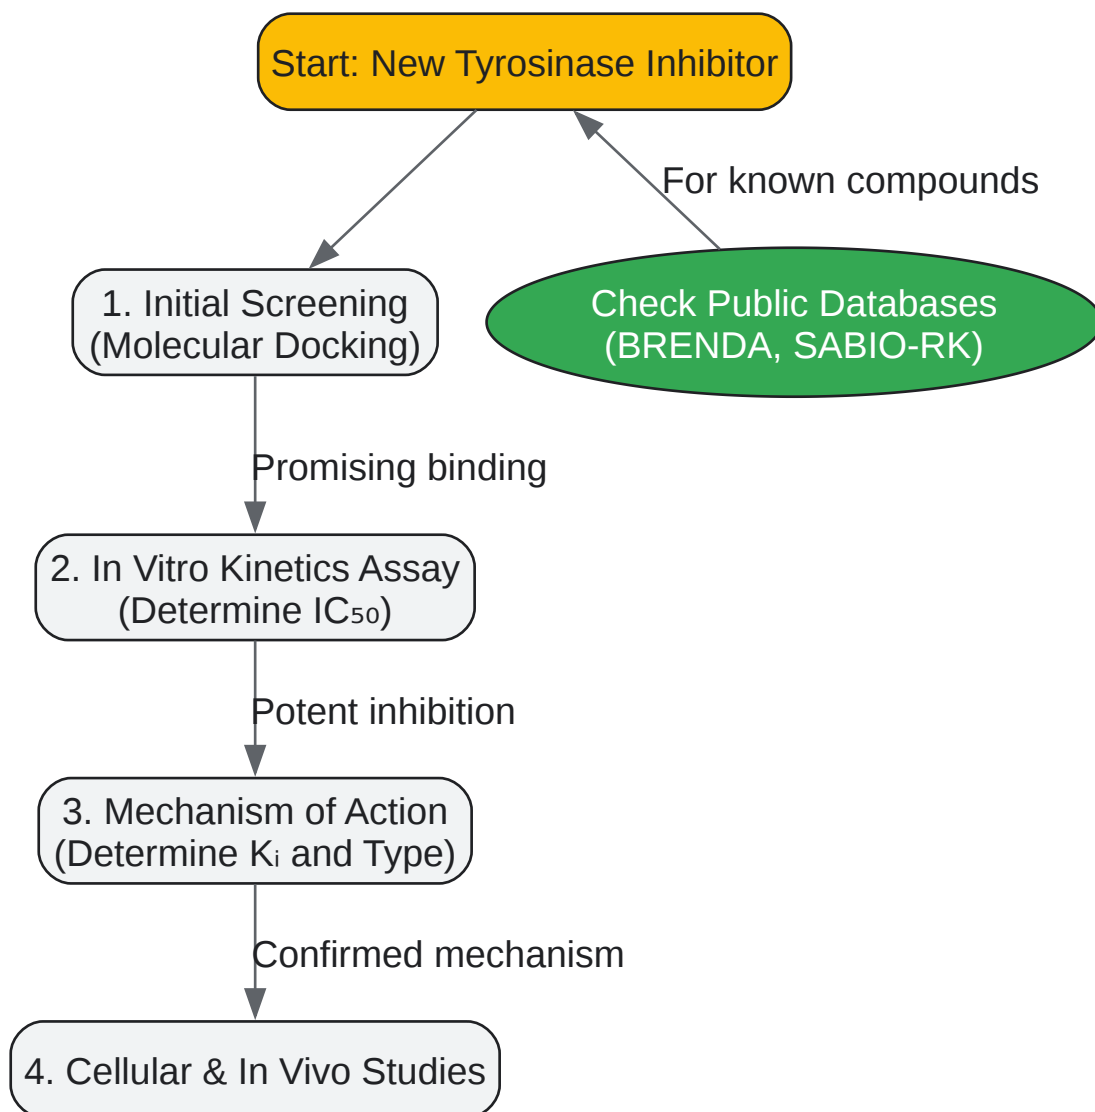 Start: New Tyrosinase Inhibitor
For known compounds
1. Initial Screening
(Molecular Docking)
Check Public Databases
(BRENDA, SABIO-RK)
Promising binding
2. In Vitro Kinetics Assay
(Determine IC₅₀)
Potent inhibition
3. Mechanism of Action
(Determine Kᵢ and Type)
Confirmed mechanism
4. Cellular & In Vivo Studies